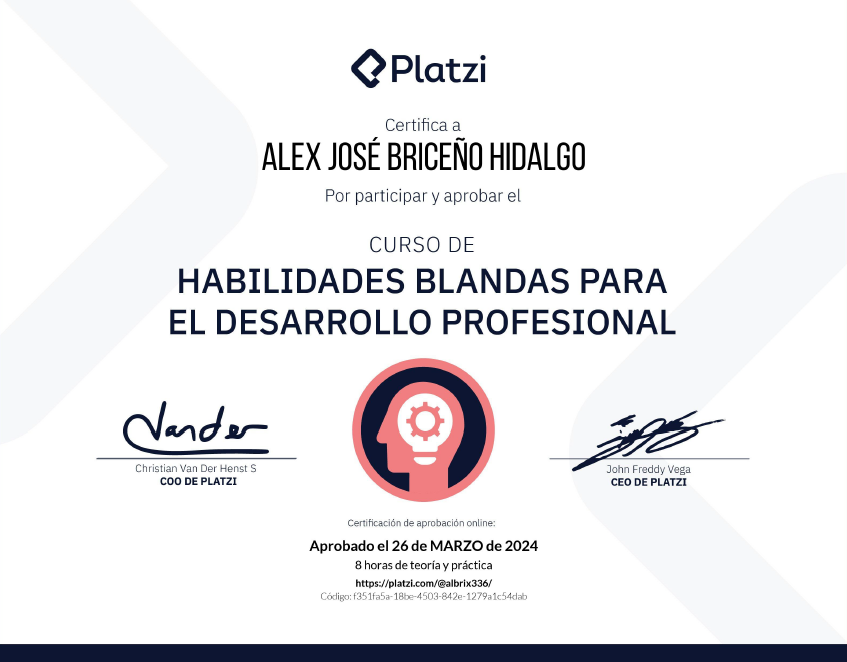 Platzi
Certifica a
ALEX JOSÉ BRICEÑO HIDALGO
Por participar y aprobar el
CURSO DE
HABILIDADES BLANDAS PARA
EL DESARROLLO PROFESIONAL
Vander
Christian Van Der Henst S
COO DE PLATZI
John Freddy Vega
CEO DE PLATZI
Certificación de aprobación online:
Aprobado el 26 de MARZO de 2024
8 horas de teoría y práctica
https://platzi.com/@albrix336/
Código: f351fa5a-18be-4503-842e-1279a1c54dab